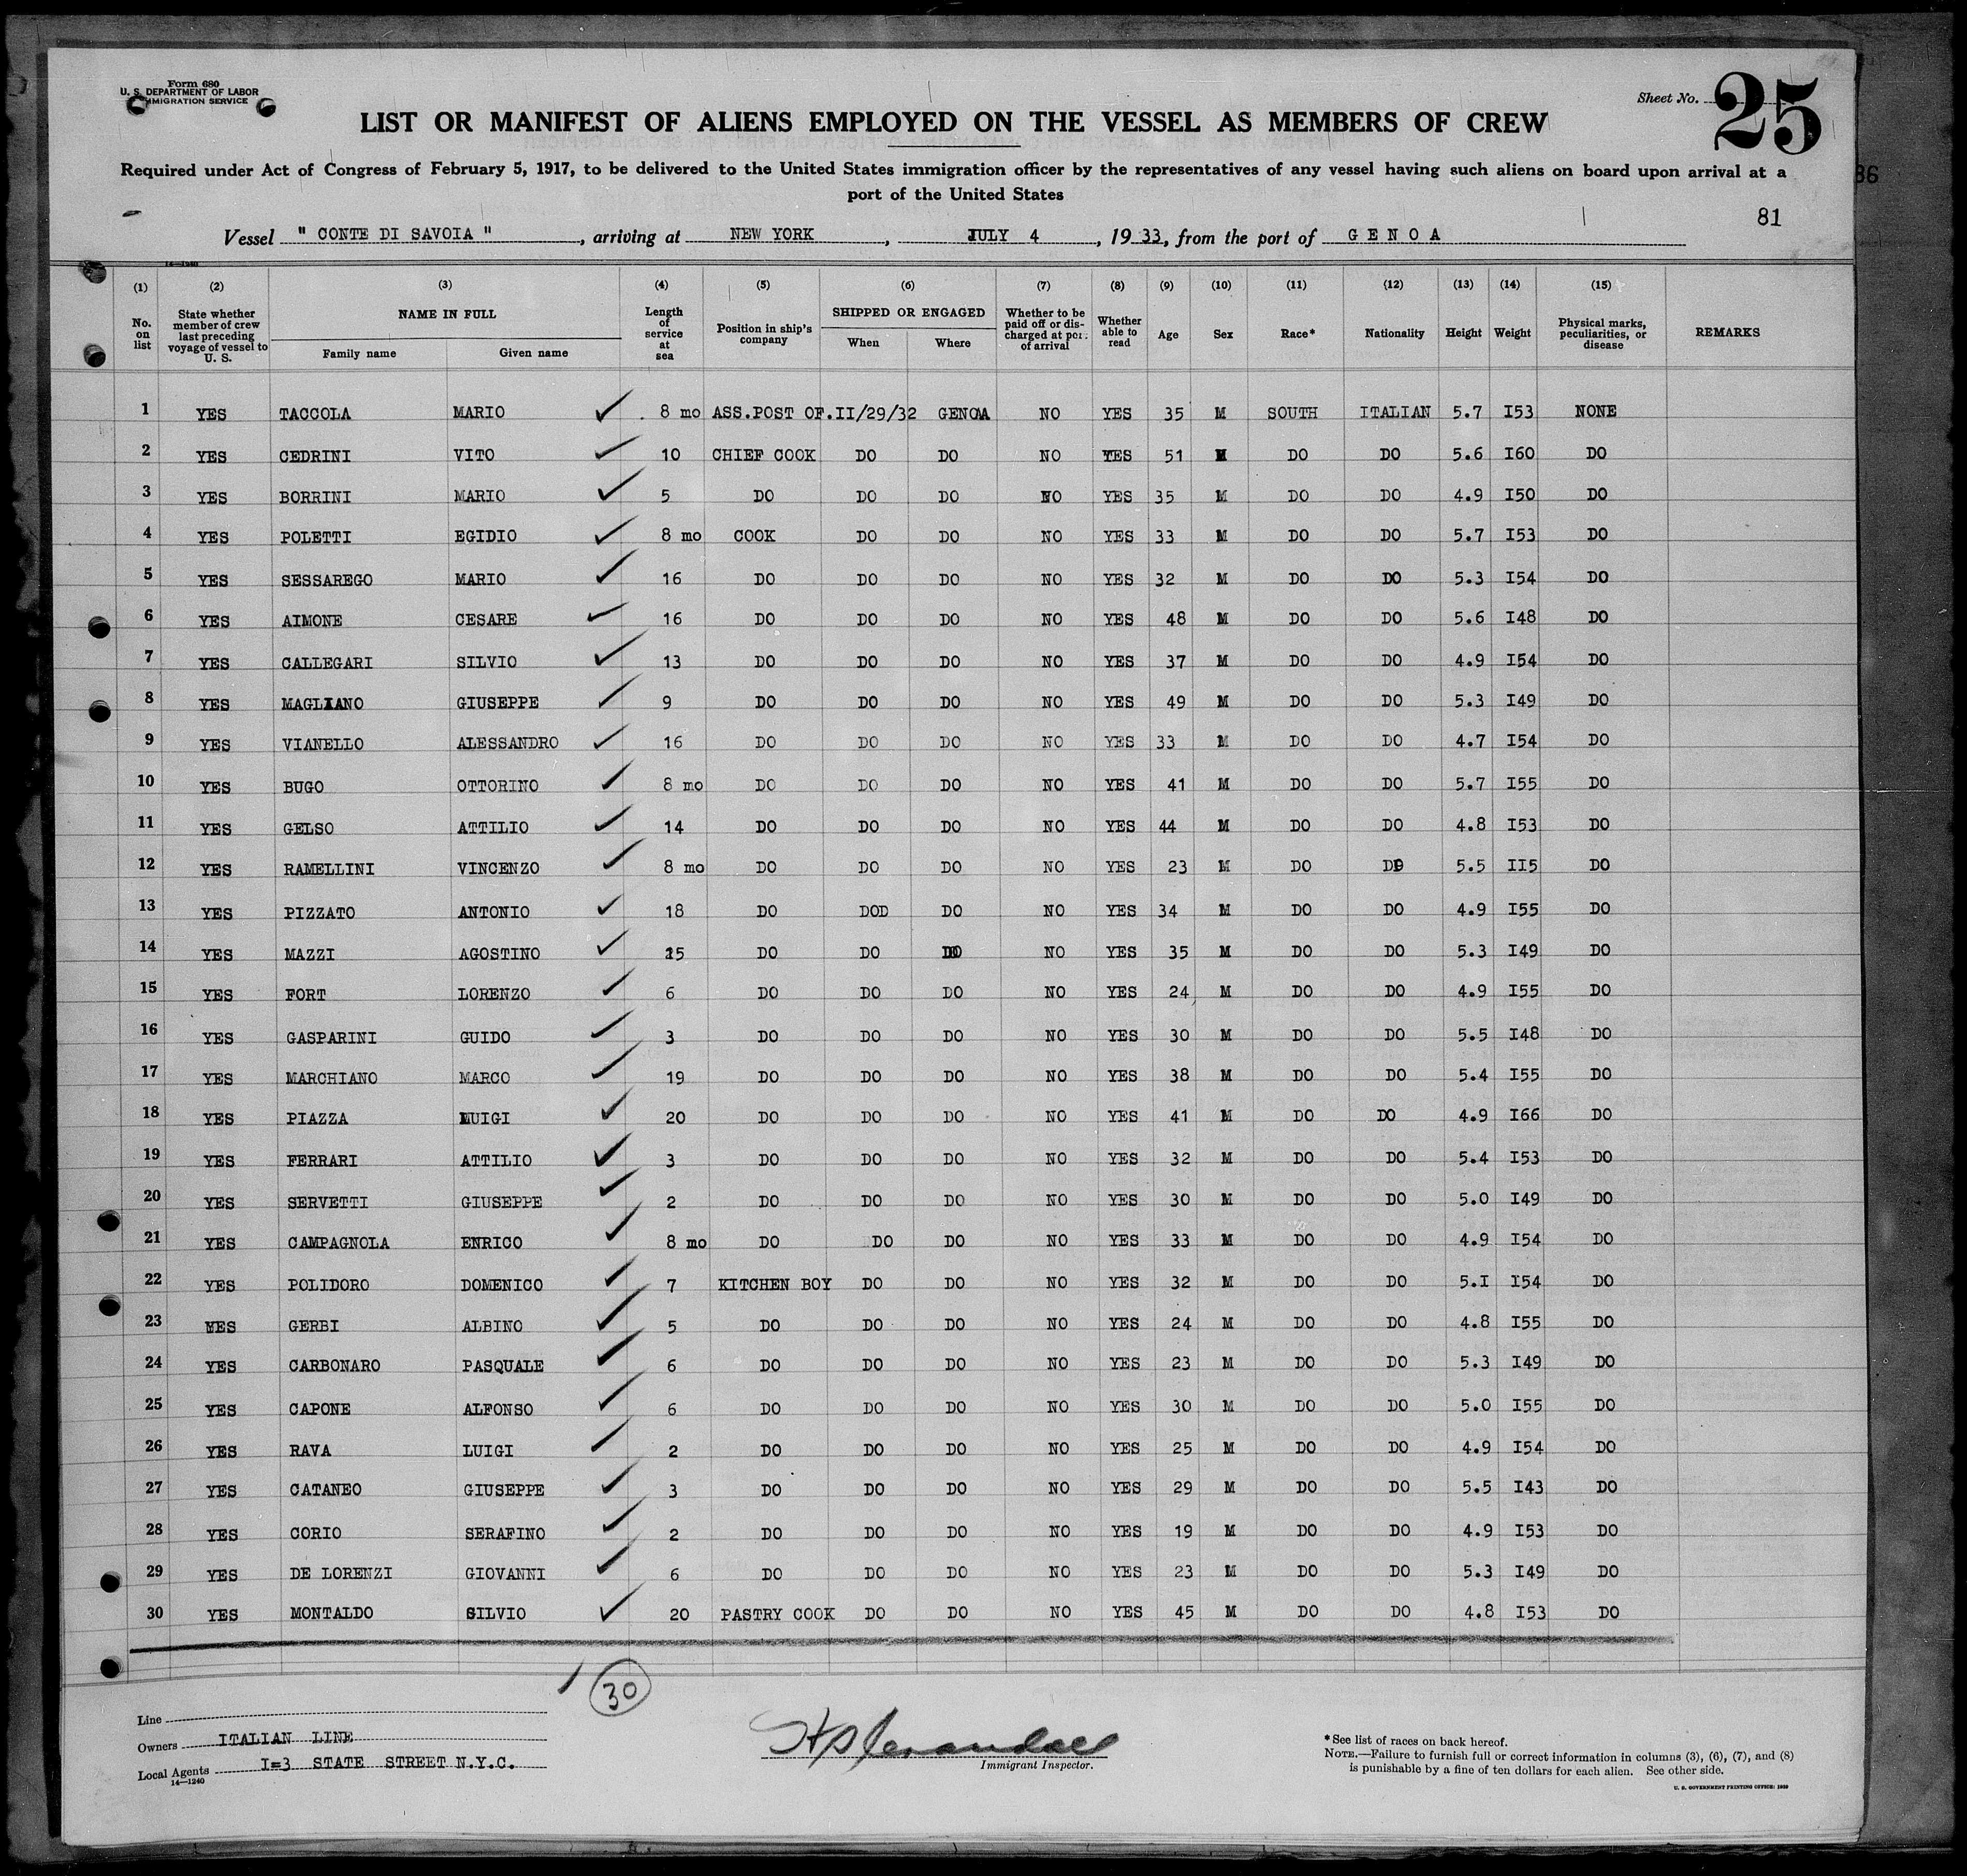 Form 680
U. S. DEPARTMENT OF LABOR
IMMIGRATION SERVICE
Sheet No. 25
LIST OR MANIFEST OF ALIENS EMPLOYED ON THE VESSEL AS MEMBERS OF CREW
Required under Act of Congress of February 5, 1917, to be delivered to the United States immigration officer by the representatives of any vessel having such aliens on board upon arrival at a
port of the United States
86
81
Vessel " CONTE DI SAVOIA ", arriving at NEW YORK, JULY 4, 1933, from the port of GENOA
14—1240
(1) No. on list (2) State whether member of crew last preceding voyage of vessel to U. S. (3) NAME IN FULL Family name Given name (4) Length of service at sea (5) Position in ship's company (6) SHIPPED OR ENGAGED When Where (7) Whether to be paid off or discharged at port of arrival (8) Whether able to read (9) Age (10) Sex (11) Race* (12) Nationality (13) Height (14) Weight (15) Physical marks, peculiarities, or disease REMARKS
1 YES TACCOLA MARIO 8 mo ASS.POST OF. II/29/32 GENOA NO YES 35 M SOUTH ITALIAN 5.7 I53 NONE
2 YES CEDRINI VITO 10 CHIEF COOK DO DO NO YES 51 M DO DO 5.6 I60 DO
3 YES BORRINI MARIO 5 DO DO DO NO YES 35 M DO DO 4.9 I50 DO
4 YES POLETTI EGIDIO 8 mo COOK DO DO NO YES 33 M DO DO 5.7 I53 DO
5 YES SESSAREGO MARIO 16 DO DO DO NO YES 32 M DO DO 5.3 I54 DO
6 YES AIMONE CESARE 16 DO DO DO NO YES 48 M DO DO 5.6 I48 DO
7 YES CALLEGARI SILVIO 13 DO DO DO NO YES 37 M DO DO 4.9 I54 DO
8 YES MAGLIANO GIUSEPPE 9 DO DO DO NO YES 49 M DO DO 5.3 I49 DO
9 YES VIANELLO ALESSANDRO 16 DO DO DO NO YES 33 M DO DO 4.7 I54 DO
10 YES BUGO OTTORINO 8 mo DO DO DO NO YES 41 M DO DO 5.7 I55 DO
11 YES GELSO ATTILIO 14 DO DO DO NO YES 44 M DO DO 4.8 I53 DO
12 YES RAMELLINI VINCENZO 8 mo DO DO DO NO YES 23 M DO DO 5.5 II5 DO
13 YES PIZZATO ANTONIO 18 DO DOD DO NO YES 34 M DO DO 4.9 I55 DO
14 YES MAZZI AGOSTINO 25 DO DO DO NO YES 35 M DO DO 5.3 I49 DO
15 YES FORT LORENZO 6 DO DO DO NO YES 24 M DO DO 4.9 I55 DO
16 YES GASPARINI GUIDO 3 DO DO DO NO YES 30 M DO DO 5.5 I48 DO
17 YES MARCHIANO MARCO 19 DO DO DO NO YES 38 M DO DO 5.4 I55 DO
18 YES PIAZZA LUIGI 20 DO DO DO NO YES 41 M DO DO 4.9 I66 DO
19 YES FERRARI ATTILIO 3 DO DO DO NO YES 32 M DO DO 5.4 I53 DO
20 YES SERVETTI GIUSEPPE 2 DO DO DO NO YES 30 M DO DO 5.0 I49 DO
21 YES CAMPAGNOLA ENRICO 8 mo DO DO DO NO YES 33 M DO DO 4.9 I54 DO
22 YES POLIDORO DOMENICO 7 KITCHEN BOY DO DO NO YES 32 M DO DO 5.I I54 DO
23 YES GERBI ALBINO 5 DO DO DO NO YES 24 M DO DO 4.8 I55 DO
24 YES CARBONARO PASQUALE 6 DO DO DO NO YES 23 M DO DO 5.3 I49 DO
25 YES CAPONE ALFONSO 6 DO DO DO NO YES 30 M DO DO 5.0 I55 DO
26 YES RAVA LUIGI 2 DO DO DO NO YES 25 M DO DO 4.9 I54 DO
27 YES CATANEO GIUSEPPE 3 DO DO DO NO YES 29 M DO DO 5.5 I43 DO
28 YES CORIO SERAFINO 2 DO DO DO NO YES 19 M DO DO 4.9 I53 DO
29 YES DE LORENZI GIOVANNI 6 DO DO DO NO YES 23 M DO DO 5.3 I49 DO
30 YES MONTALDO SILVIO 20 PASTRY COOK DO DO NO YES 45 M DO DO 4.8 I53 DO
30
Line
Owners ITALIAN LINE
Local Agents I=3 STATE STREET N.Y.C.
14—1240
Immigrant Inspector.
* See list of races on back hereof.
NOTE.—Failure to furnish full or correct information in columns (3), (6), (7), and (8)
is punishable by a fine of ten dollars for each alien. See other side.